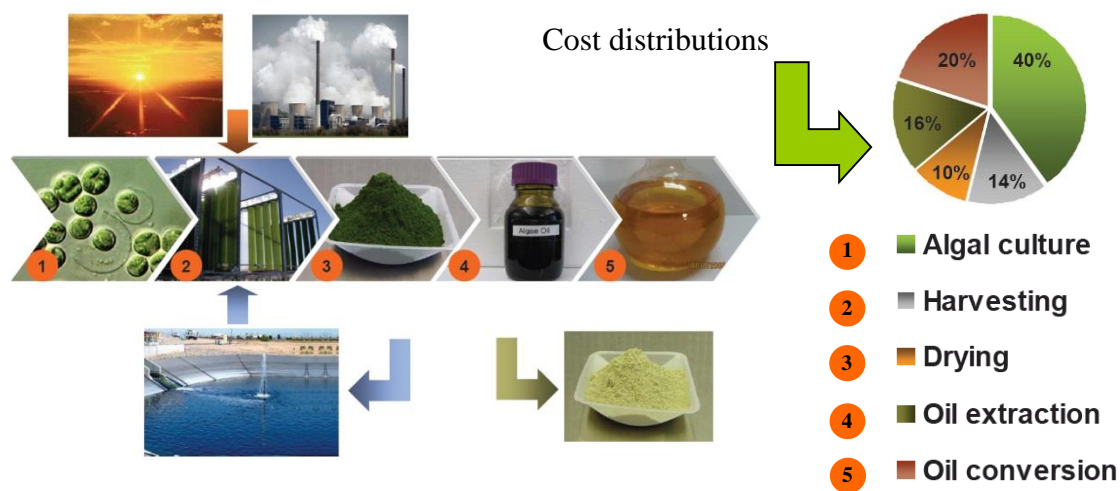 Cost distributions
20%
40%
16%
10%
14%
1
2
3
4
5
Algae Oil
1 Algal culture
2 Harvesting
3 Drying
4 Oil extraction
5 Oil conversion